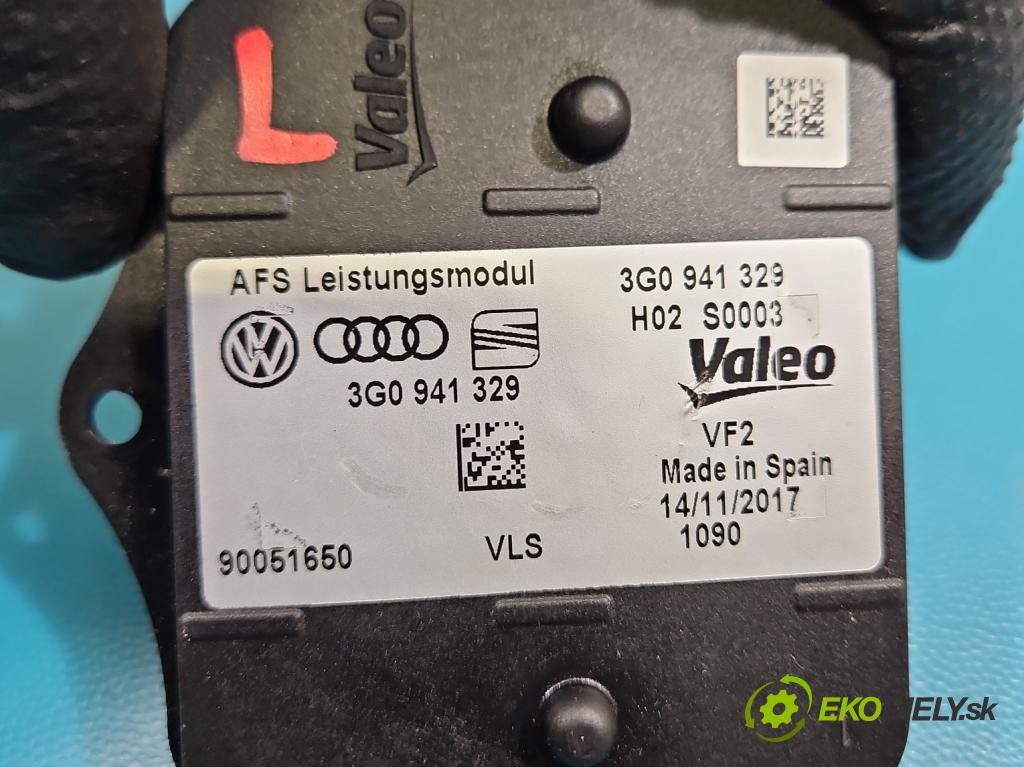 L
Valeo
AFS Leistungsmodul
3G0 941 329
H02 S0003
3G0 941 329
Valeo
VF2
Made in Spain
14/11/2017
1090
90051650
VLS
EKO
ELY.sk